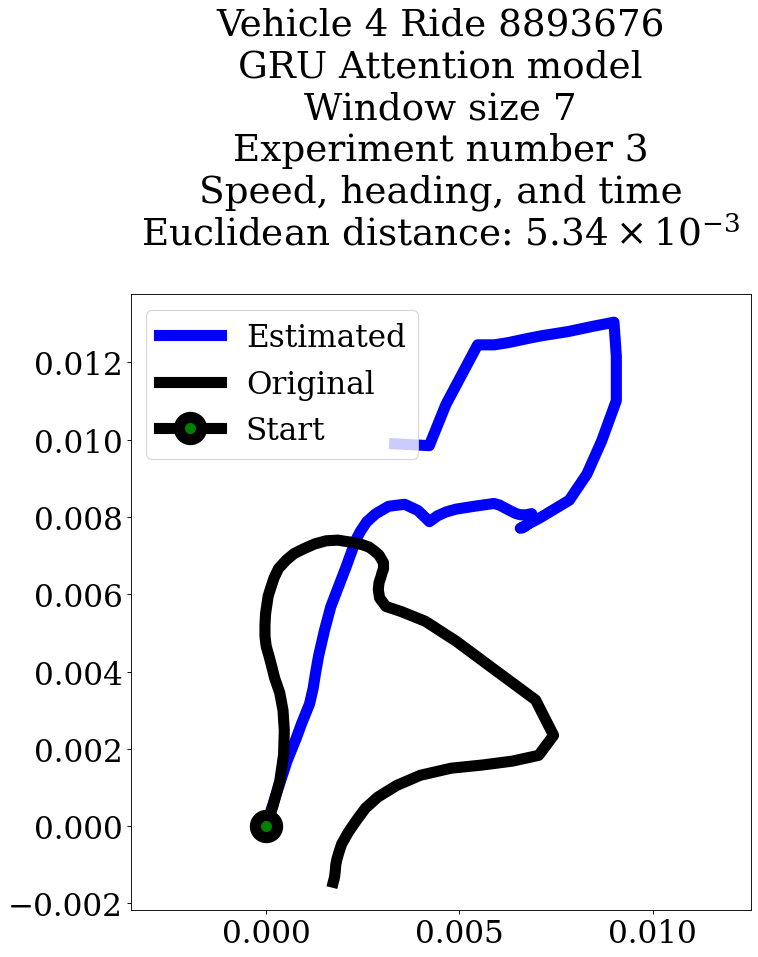 Vehicle 4 Ride 8893676
GRU Attention model
Window size 7
Experiment number 3
Speed, heading, and time
Euclidean distance: 5.34 × 10⁻³
Estimated
Original
Start
0.012
0.010
0.008
0.006
0.004
0.002
0.000
−0.002
0.000 0.005 0.010